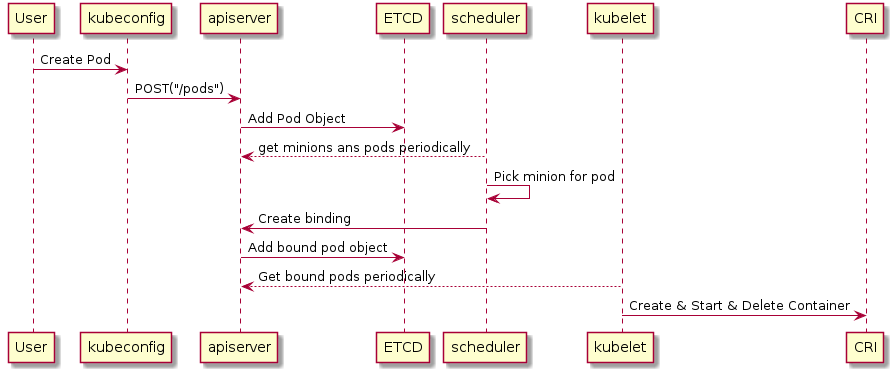 User kubeconfig apiserver ETCD scheduler kubelet CRI
Create Pod
POST("/pods")
Add Pod Object
get minions ans pods periodically
Pick minion for pod
Create binding
Add bound pod object
Get bound pods periodically
Create & Start & Delete Container
User kubeconfig apiserver ETCD scheduler kubelet CRI